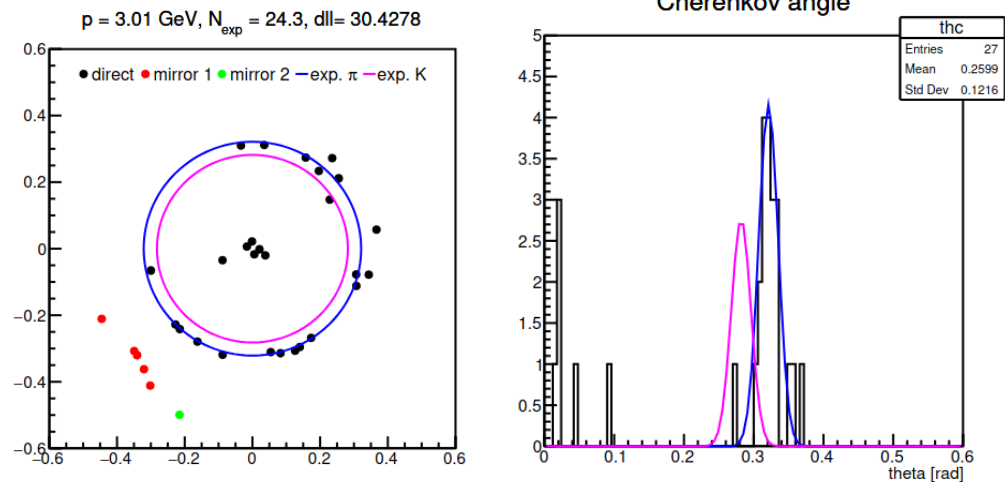 p = 3.01 GeV, N_exp = 24.3, dll= 30.4278
direct mirror 1 mirror 2 exp. π exp. K
0.6
0.4
0.2
0
−0.2
−0.4
−0.6
−0.6 −0.4 −0.2 0 0.2 0.4 0.6
Cherenkov angle
thc
Entries 27
Mean 0.2599
Std Dev 0.1216
5
4.5
4
3.5
3
2.5
2
1.5
1
0.5
0
0 0.1 0.2 0.3 0.4 0.5 0.6
theta [rad]